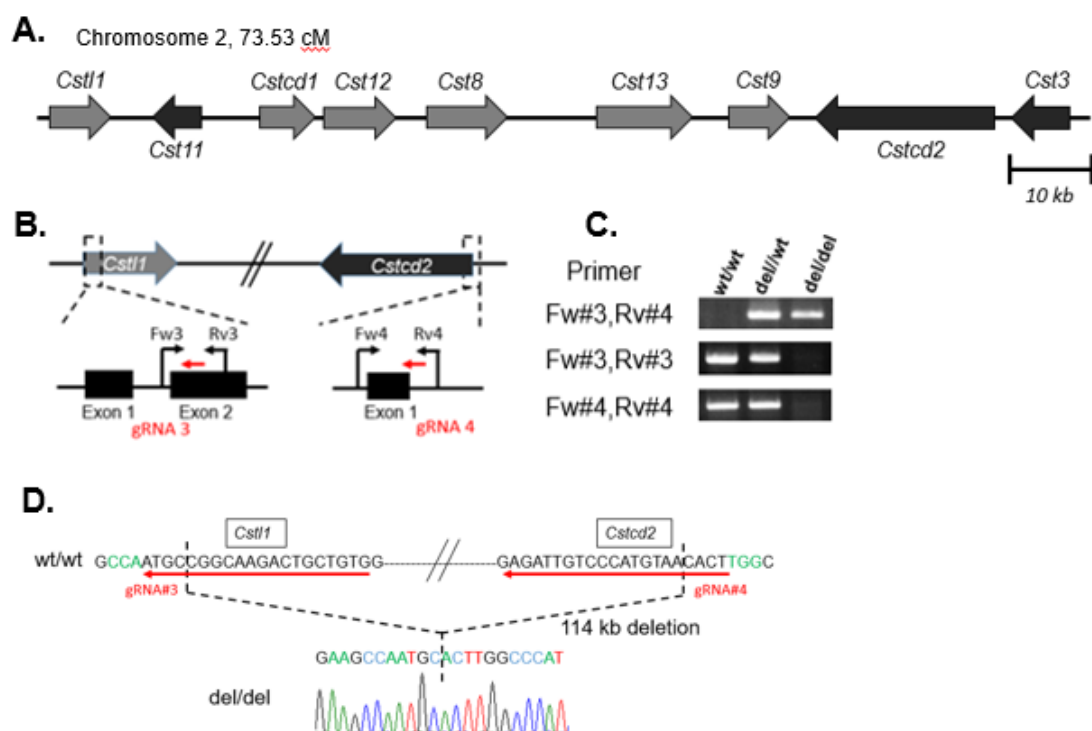 A. Chromosome 2, 73.53 cM
Cstl1 Cstcd1 Cst12 Cst8 Cst13 Cst9 Cst3
Cst11 Cstcd2
10 kb
B.
Cstl1 Cstcd2
Fw3 Rv3 Fw4 Rv4
Exon 1 Exon 2 Exon 1
gRNA 3 gRNA 4
C.
Primer wt/wt del//wt del/del
Fw#3,Rv#4
Fw#3,Rv#3
Fw#4,Rv#4
D.
Cstl1 Cstcd2
wt/wt GCCAATGCCGGCAAGACTGCTGTGG GAGATTGTCCCATGTAACACTTGGC
gRNA#3 gRNA#4
114 kb deletion
GAAGCCAATGCACTTGGCCCAT
del/del